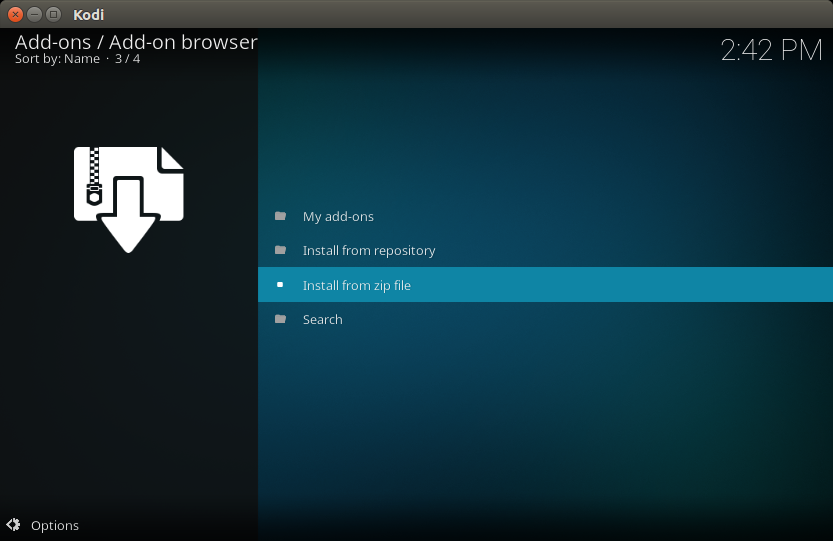 Kodi
Add-ons / Add-on browser
Sort by: Name · 3 / 4
2:42 PM
My add-ons
Install from repository
Install from zip file
Search
Options